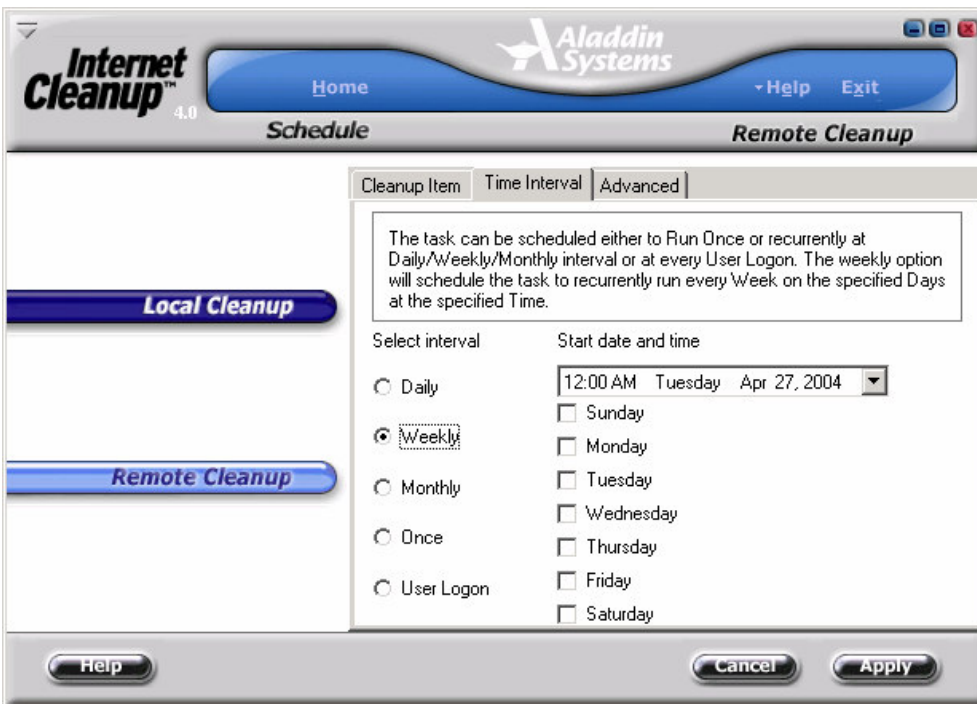 Internet
Cleanup™ 4.0
Aladdin
Systems
Home
Help
Exit
Schedule
Remote Cleanup
Local Cleanup
Remote Cleanup
Cleanup Item
Time Interval
Advanced
The task can be scheduled either to Run Once or recurrently at
Daily/Weekly/Monthly interval or at every User Logon. The weekly option
will schedule the task to recurrently run every Week on the specified Days
at the specified Time.
Select interval
Daily
Weekly
Monthly
Once
User Logon
Start date and time
12:00 AM Tuesday Apr 27, 2004
Sunday
Monday
Tuesday
Wednesday
Thursday
Friday
Saturday
Help
Cancel
Apply